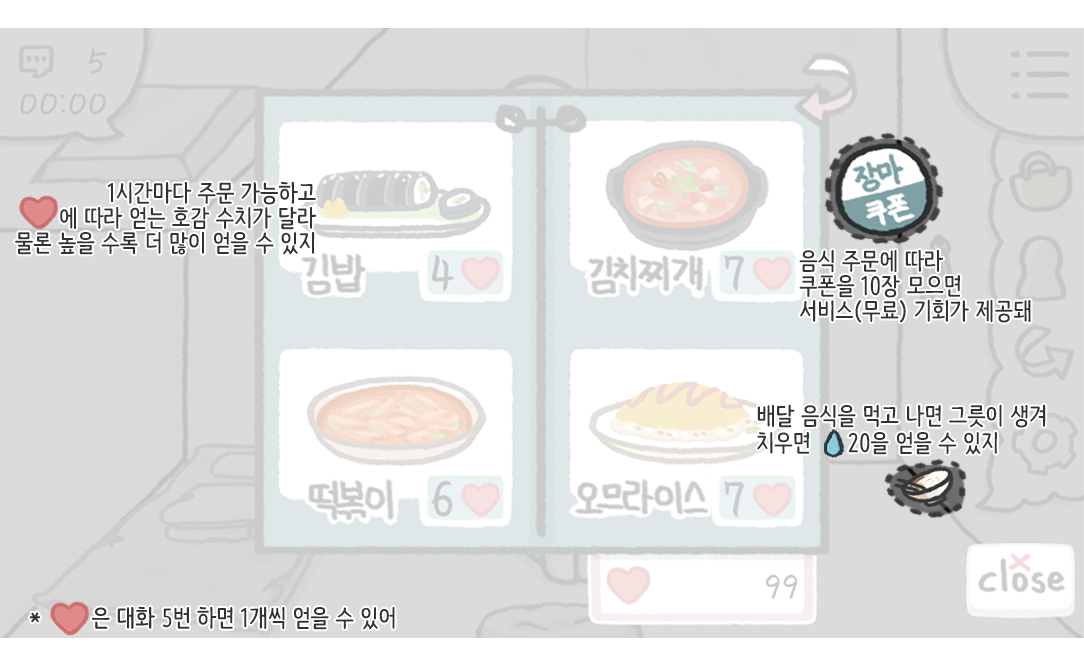 5
00:00
장마
쿠폰
1시간마다 주문 가능하고
에 따라 얻는 호감 수치가 달라
물론 높을 수록 더 많이 얻을 수 있지
음식 주문에 따라
쿠폰을 10장 모으면
서비스(무료) 기회가 제공돼
김밥 4
김치찌개 7
배달 음식을 먹고 나면 그릇이 생겨
치우면 20을 얻을 수 있지
떡볶이 6
오므라이스 7
99
close
* 은 대화 5번 하면 1개씩 얻을 수 있어